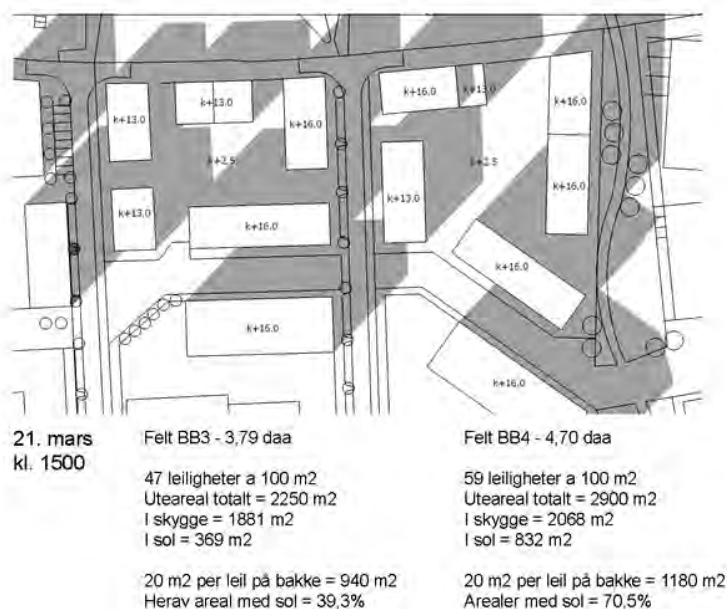 k+13.0
k+13.0
k+16.0
k+16.0
k+13.0
k+16.0
k+2.5
k+2.5
k+13.0
k+13.0
k+16.0
k+16.0
k+16.0
k+16.0
k+16.0
21. mars
kl. 1500
Felt BB3 - 3,79 daa
47 leiligheter a 100 m2
Uteareal totalt = 2250 m2
I skygge = 1881 m2
I sol = 369 m2
20 m2 per leil på bakke = 940 m2
Herav areal med sol = 39,3%
Felt BB4 - 4,70 daa
59 leiligheter a 100 m2
Uteareal totalt = 2900 m2
I skygge = 2068 m2
I sol = 832 m2
20 m2 per leil på bakke = 1180 m2
Arealer med sol = 70,5%